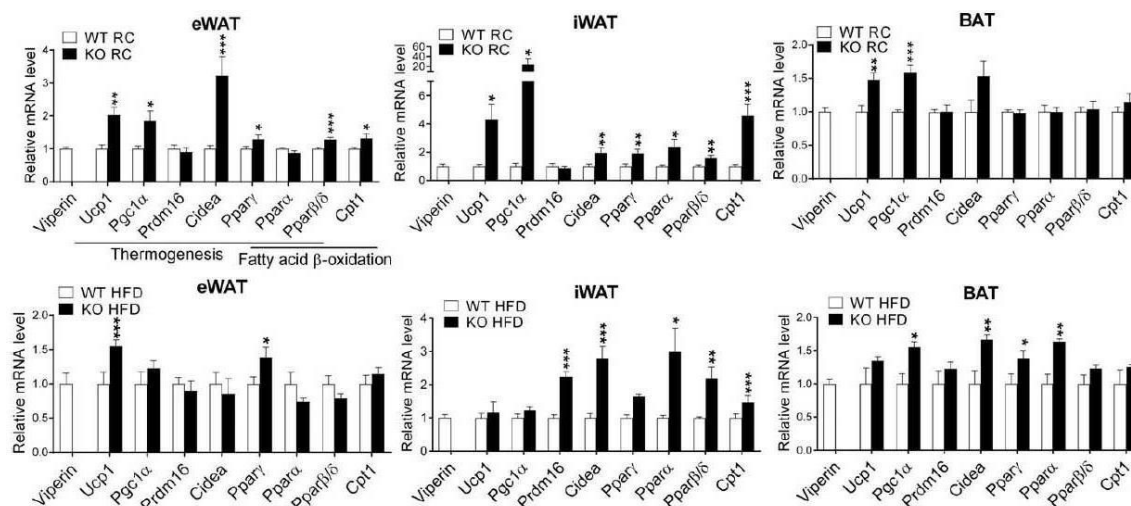 eWAT
WT RC
KO RC
Relative mRNA level
4
3
2
1
0
**
*
***
*
***
*
Viperin
Ucp1
Pgc1α
Prdm16
Cidea
Pparγ
Pparα
Pparβ/δ
Cpt1
Thermogenesis
Fatty acid β-oxidation
iWAT
WT RC
KO RC
Relative mRNA level
60
40
20
6
4
2
0
*
*
**
**
*
**
***
Viperin
Ucp1
Pgc1α
Prdm16
Cidea
Pparγ
Pparα
Pparβ/δ
Cpt1
BAT
WT RC
KO RC
Relative mRNA level
2.0
1.5
1.0
0.5
0.0
**
***
Viperin
Ucp1
Pgc1α
Prdm16
Cidea
Pparγ
Pparα
Pparβ/δ
Cpt1
eWAT
WT HFD
KO HFD
Relative mRNA level
2.0
1.5
1.0
0.5
0.0
***
*
Viperin
Ucp1
Pgc1α
Prdm16
Cidea
Pparγ
Pparα
Pparβ/δ
Cpt1
iWAT
WT HFD
KO HFD
Relative mRNA level
4
3
2
1
0
***
***
*
**
***
Viperin
Ucp1
Pgc1α
Prdm16
Cidea
Pparγ
Pparα
Pparβ/δ
Cpt1
BAT
WT HFD
KO HFD
Relative mRNA level
2.0
1.5
1.0
0.5
0.0
*
**
*
**
Viperin
Ucp1
Pgc1α
Prdm16
Cidea
Pparγ
Pparα
Pparβ/δ
Cpt1